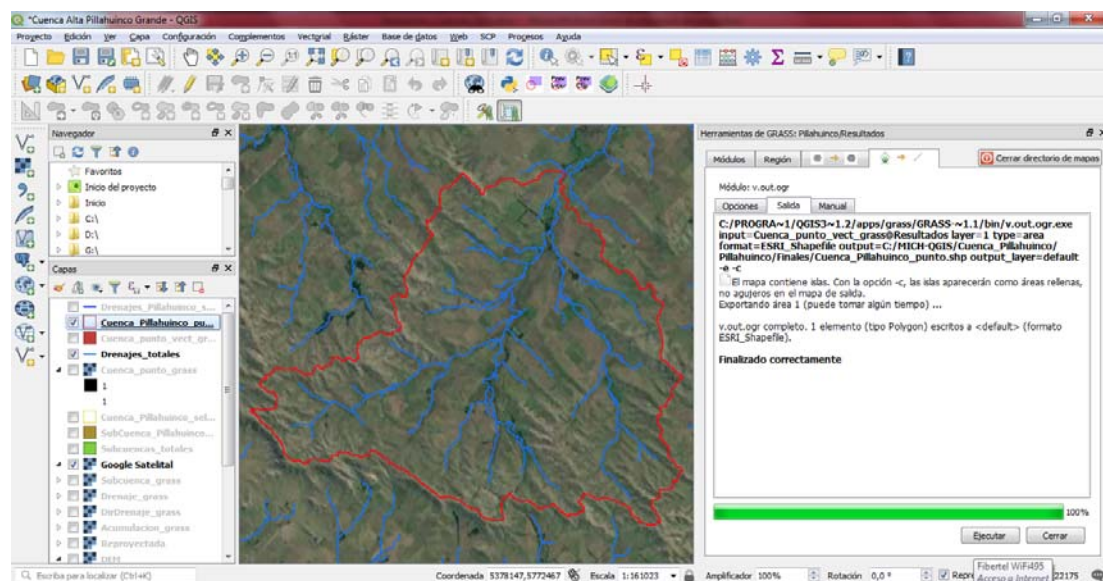 *Cuenca Alta Pillahuinco Grande - QGIS
Proyecto Edición Ver Capa Configuración Complementos Vectorial Ráster Base de datos Web SCP Procesos Ayuda
Navegador
Favoritos
Inicio del proyecto
Inicio
C:\
D:\
G:\
Capas
Drenajes_Pillahuinco_s...
Cuenca_Pillahuinco_pu...
Cuenca_punto_vect_gr...
Drenajes_totales
Cuenca_punto_grass
1
1
Cuenca_Pillahuinco_sel...
SubCuenca_Pillahuinco...
Subcuencas_totales
Google Satelital
Subcuenca_grass
Drenaje_grass
DirDrenaje_grass
Acumulacion_grass
Reproyectada
DEM
Herramientas de GRASS: Pillahuinco/Resultados
Módulos Región Cerrar directorio de mapas
Módulo: v.out.ogr
Opciones Salida Manual
C:/PROGRA~1/QGIS3~1.2/apps/grass/GRASS-~1.1/bin/v.out.ogr.exe
input=Cuenca_punto_vect_grass@Resultados layer=1 type=area
format=ESRI_Shapefile output=C:/MICH-QGIS/Cuenca_Pillahuinco/
Pillahuinco/Finales/Cuenca_Pillahuinco_punto.shp output_layer=default
-e -c
El mapa contiene islas. Con la opción -c, las islas aparecerán como áreas rellenas,
no agujeros en el mapa de salida.
Exportando área 1 (puede tomar algún tiempo) ...
v.out.ogr completo. 1 elemento (tipo Polygon) escritos a <default> (formato
ESRI_Shapefile).
Finalizado correctamente
100%
Ejecutar Cerrar
Escriba para localizar (Ctrl+K) Coordenada 5378147,5772467 Escala 1:161023 Amplificador 100% Rotación 0,0 ° Repre 22175
Fibertel WiFi495
Acceso a Internet